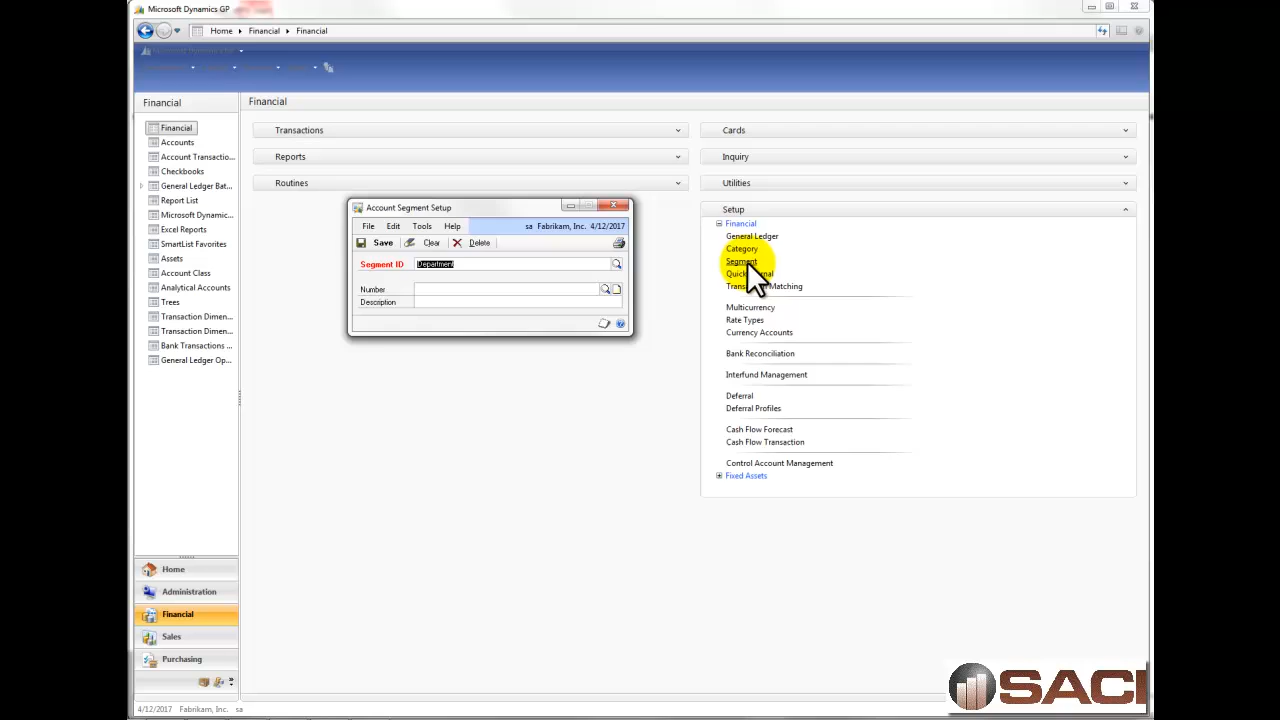 Microsoft Dynamics GP
Home Financial Financial
Financial
Financial
Accounts
Account Transactio...
Checkbooks
General Ledger Bat...
Report List
Microsoft Dynamic...
Excel Reports
SmartList Favorites
Assets
Account Class
Analytical Accounts
Trees
Transaction Dimen...
Transaction Dimen...
Bank Transactions ...
General Ledger Op...
Home
Administration
Financial
Sales
Purchasing
Financial
Transactions
Reports
Routines
Cards
Inquiry
Utilities
Setup
Financial
General Ledger
Category
Segment
Multicurrency
Rate Types
Currency Accounts
Bank Reconciliation
Interfund Management
Deferral
Deferral Profiles
Cash Flow Forecast
Cash Flow Transaction
Control Account Management
Fixed Assets
Account Segment Setup
File Edit Tools Help sa Fabrikam, Inc. 4/12/2017
Save Clear Delete
Segment ID Department
Number
Description
4/12/2017 Fabrikam, Inc. sa
SACI